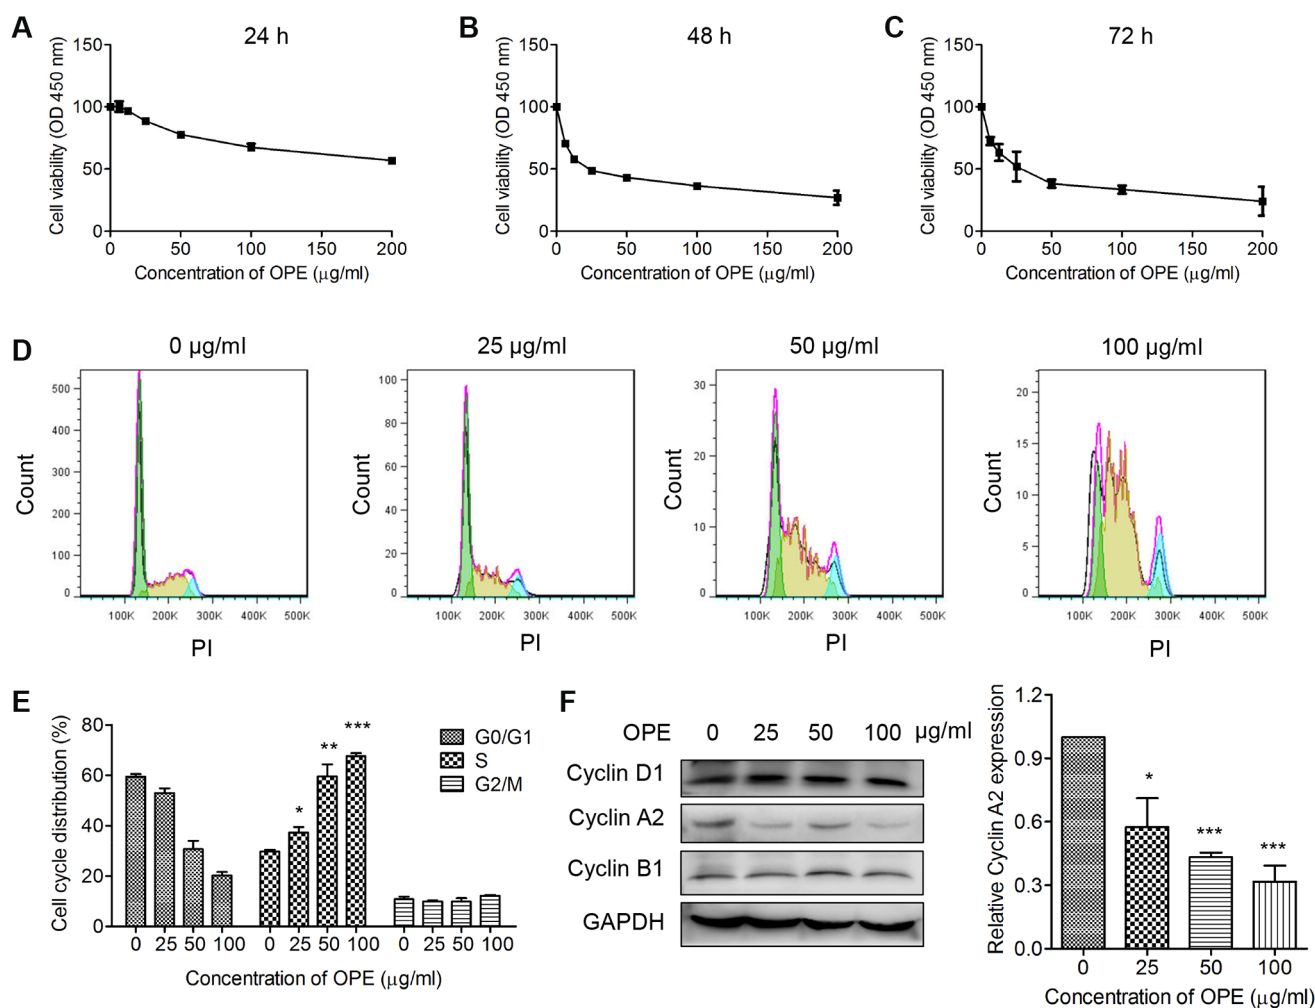 A
24 h
Cell viability (OD 450 nm)
150
100
50
0
0 50 100 150 200
Concentration of OPE (μg/ml)
B
48 h
Cell viability (OD 450 nm)
150
100
50
0
0 50 100 150 200
Concentration of OPE (μg/ml)
C
72 h
Cell viability (OD 450 nm)
150
100
50
0
0 50 100 150 200
Concentration of OPE (μg/ml)
D
0 μg/ml
Count
500
400
300
200
100
0
100K 200K 300K 400K 500K
PI
25 μg/ml
Count
100
80
60
40
20
0
100K 200K 300K 400K 500K
PI
50 μg/ml
Count
30
20
10
0
100K 200K 300K 400K 500K
PI
100 μg/ml
Count
20
15
10
5
0
100K 200K 300K 400K 500K
PI
E
Cell cycle distribution (%)
80
60
40
20
0
* ** ***
G0/G1
S
G2/M
0 25 50 100 0 25 50 100 0 25 50 100
Concentration of OPE (μg/ml)
F
OPE 0 25 50 100 μg/ml
Cyclin D1
Cyclin A2
Cyclin B1
GAPDH
Relative Cyclin A2 expression
1.2
0.9
0.6
0.3
0.0
* *** ***
0 25 50 100
Concentration of OPE (μg/ml)